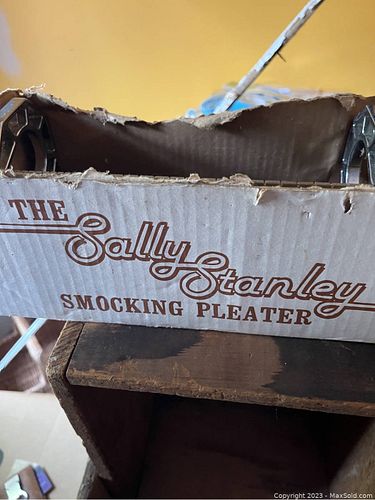 THE
Sally
Stanley
SMOCKING PLEATER
Copyright 2023 - MaxSold.com